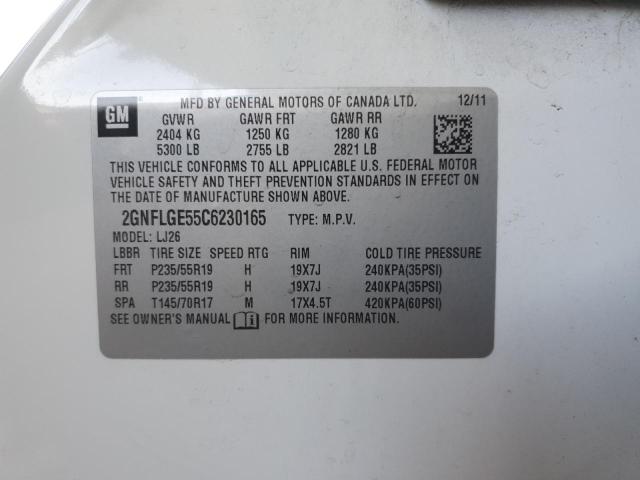 GM
MFD BY GENERAL MOTORS OF CANADA LTD. 12/11
GVWR GAWR FRT GAWR RR
2404 KG 1250 KG 1280 KG
5300 LB 2755 LB 2821 LB
THIS VEHICLE CONFORMS TO ALL APPLICABLE U.S. FEDERAL MOTOR
VEHICLE SAFETY AND THEFT PREVENTION STANDARDS IN EFFECT ON
THE DATE OF MANUFACTURE SHOWN ABOVE.
2GNFLGE55C6230165 TYPE: M.P.V.
MODEL: LJ26
LBBR TIRE SIZE SPEED RTG RIM COLD TIRE PRESSURE
FRT P235/55R19 H 19X7J 240KPA(35PSI)
RR P235/55R19 H 19X7J 240KPA(35PSI)
SPA T145/70R17 M 17X4.5T 420KPA(60PSI)
SEE OWNER'S MANUAL FOR MORE INFORMATION.